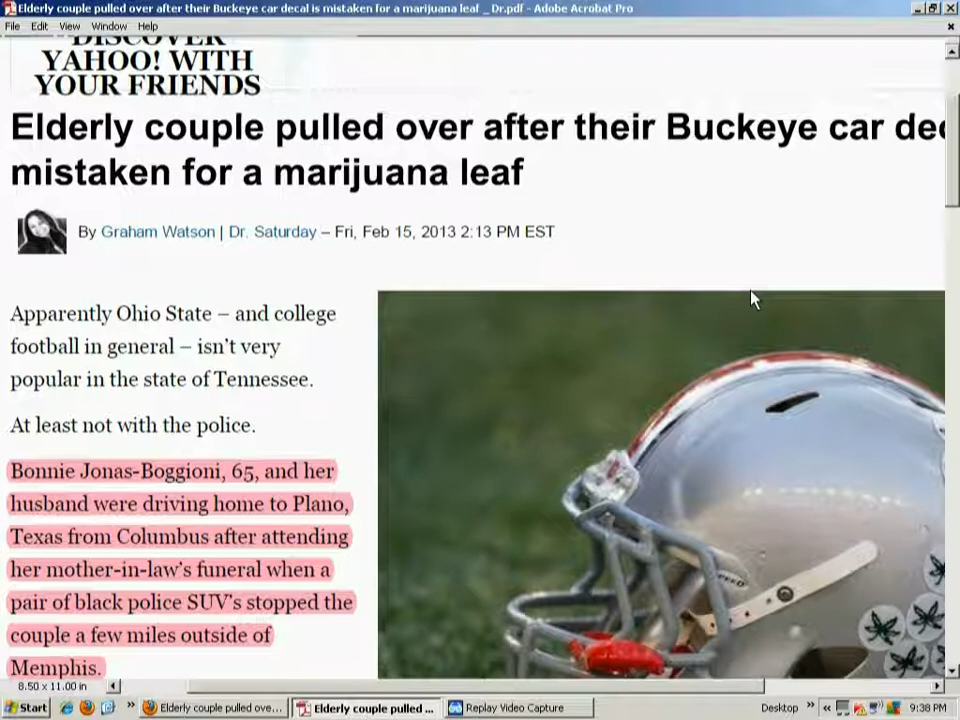 Elderly couple pulled over after their Buckeye car decal is mistaken for a marijuana leaf _ Dr.pdf - Adobe Acrobat Pro
File Edit View Window Help
DISCOVER
YAHOO! WITH
YOUR FRIENDS
Elderly couple pulled over after their Buckeye car dec
mistaken for a marijuana leaf
By Graham Watson | Dr. Saturday – Fri, Feb 15, 2013 2:13 PM EST
Apparently Ohio State – and college
football in general – isn't very
popular in the state of Tennessee.
At least not with the police.
Bonnie Jonas-Boggioni, 65, and her
husband were driving home to Plano,
Texas from Columbus after attending
her mother-in-law's funeral when a
pair of black police SUV's stopped the
couple a few miles outside of
Memphis.
8.50 x 11.00 in
Start » Elderly couple pulled ove... Elderly couple pulled ... Replay Video Capture Desktop » « 9:38 PM